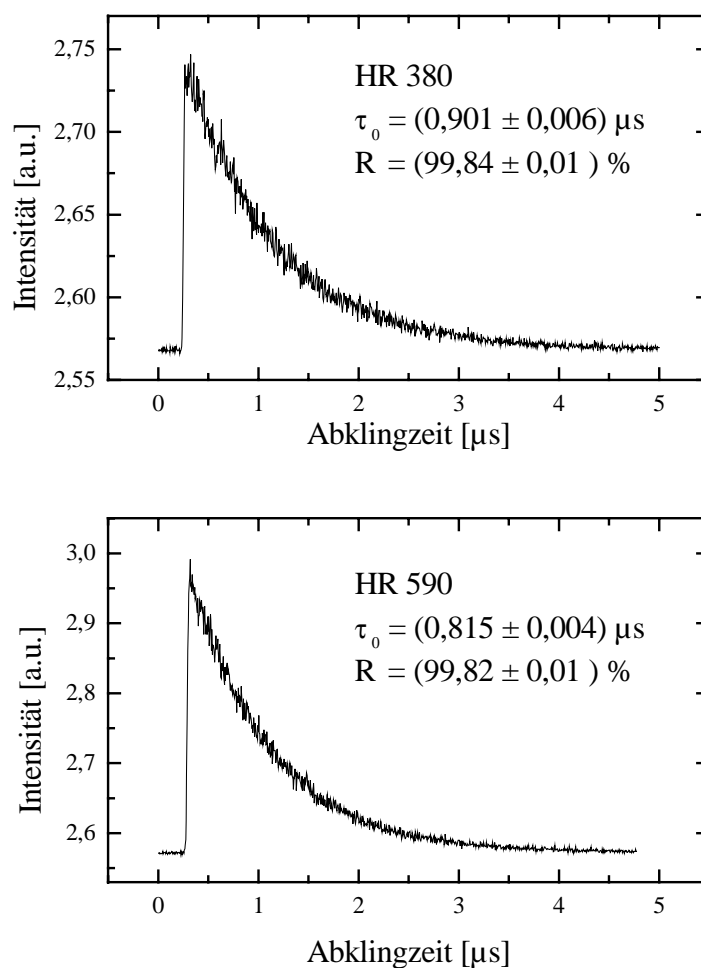 2,75
2,70
2,65
2,60
2,55
Intensität [a.u.]
HR 380
τ₀ = (0,901 ± 0,006) µs
R = (99,84 ± 0,01 ) %
0 1 2 3 4 5
Abklingzeit [µs]
3,0
2,9
2,8
2,7
2,6
Intensität [a.u.]
HR 590
τ₀ = (0,815 ± 0,004) µs
R = (99,82 ± 0,01 ) %
0 1 2 3 4 5
Abklingzeit [µs]